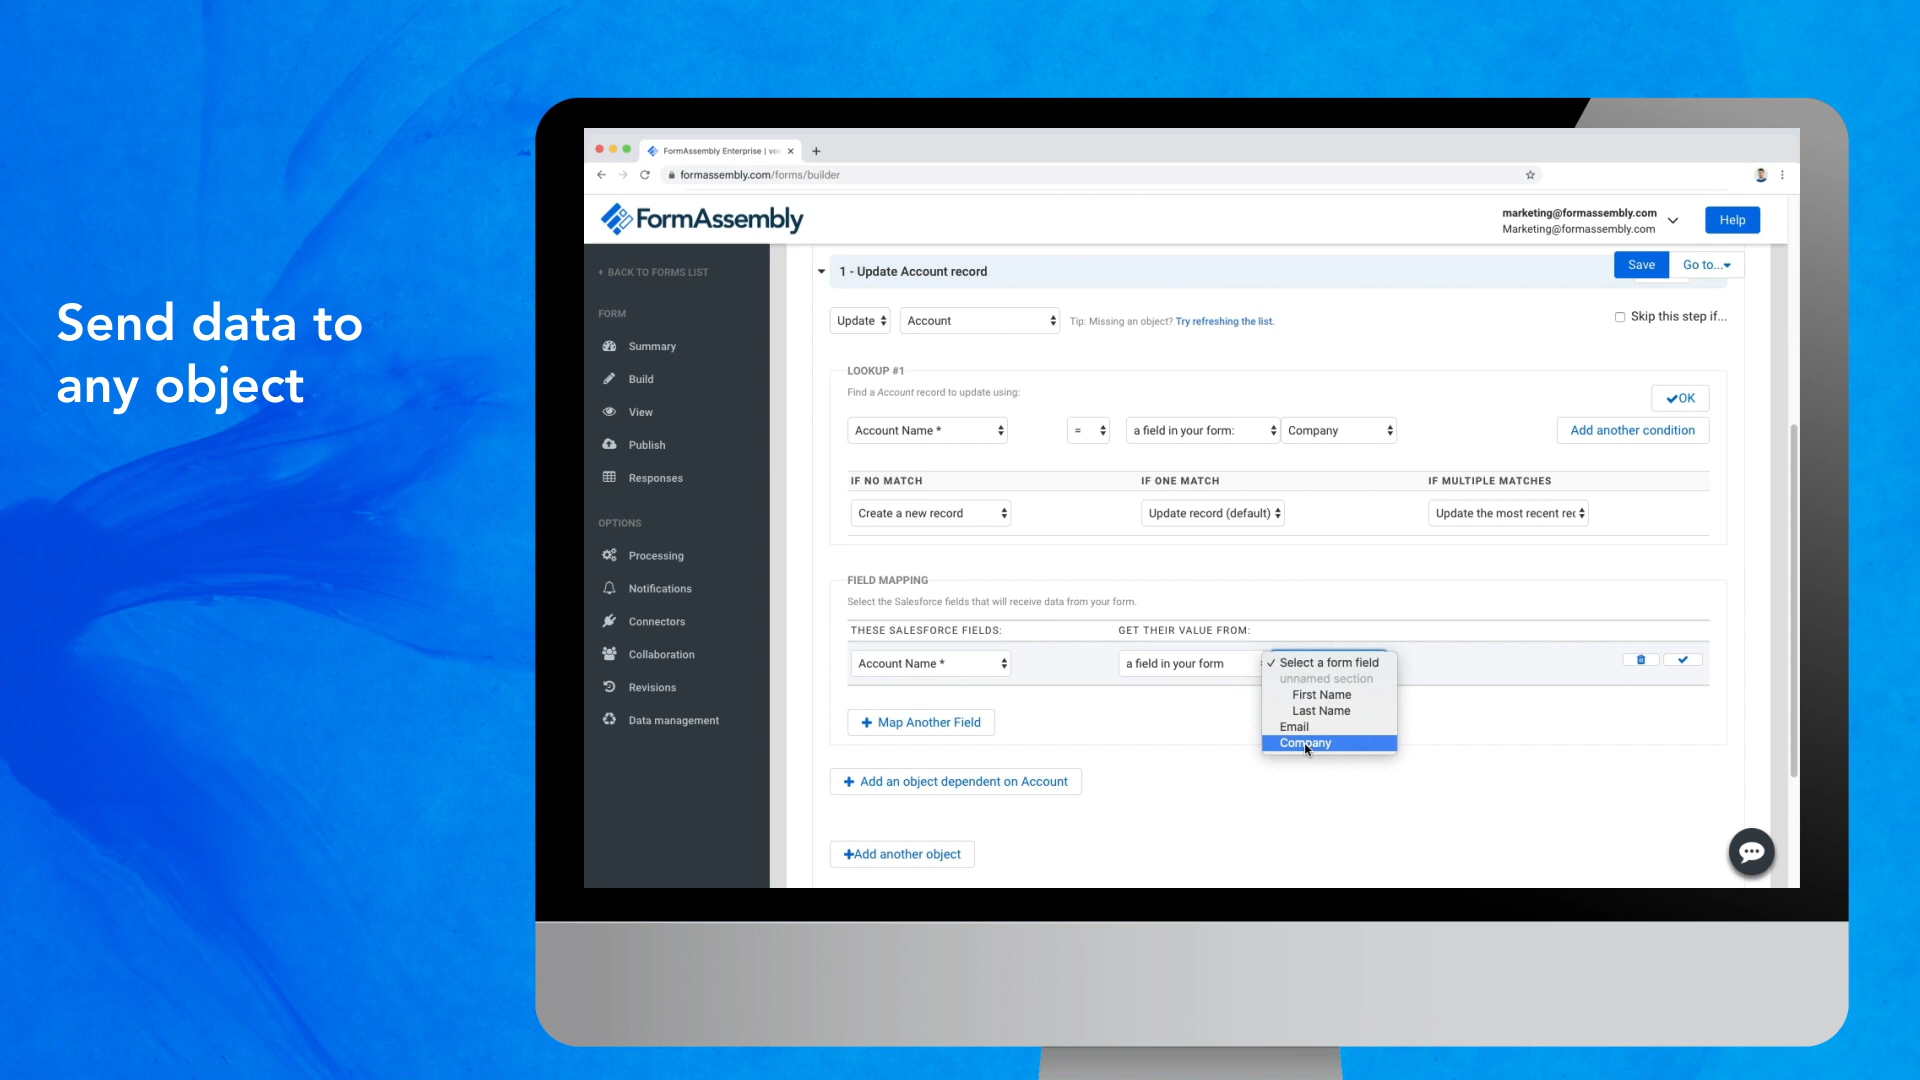 Send data to
any object
FormAssembly Enterprise | ve
formassembly.com/forms/builder
FormAssembly
marketing@formassembly.com
Marketing@formassembly.com
Help
BACK TO FORMS LIST
FORM
Summary
Build
View
Publish
Responses
OPTIONS
Processing
Notifications
Connectors
Collaboration
Revisions
Data management
1 - Update Account record
Save
Go to...
Update
Account
Tip: Missing an object? Try refreshing the list.
Skip this step if...
LOOKUP #1
Find a Account record to update using:
OK
Account Name *
=
a field in your form:
Company
Add another condition
IF NO MATCH
IF ONE MATCH
IF MULTIPLE MATCHES
Create a new record
Update record (default)
Update the most recent rec
FIELD MAPPING
Select the Salesforce fields that will receive data from your form.
THESE SALESFORCE FIELDS:
GET THEIR VALUE FROM:
Account Name *
a field in your form
Select a form field
unnamed section
First Name
Last Name
Email
Company
Map Another Field
Add an object dependent on Account
Add another object